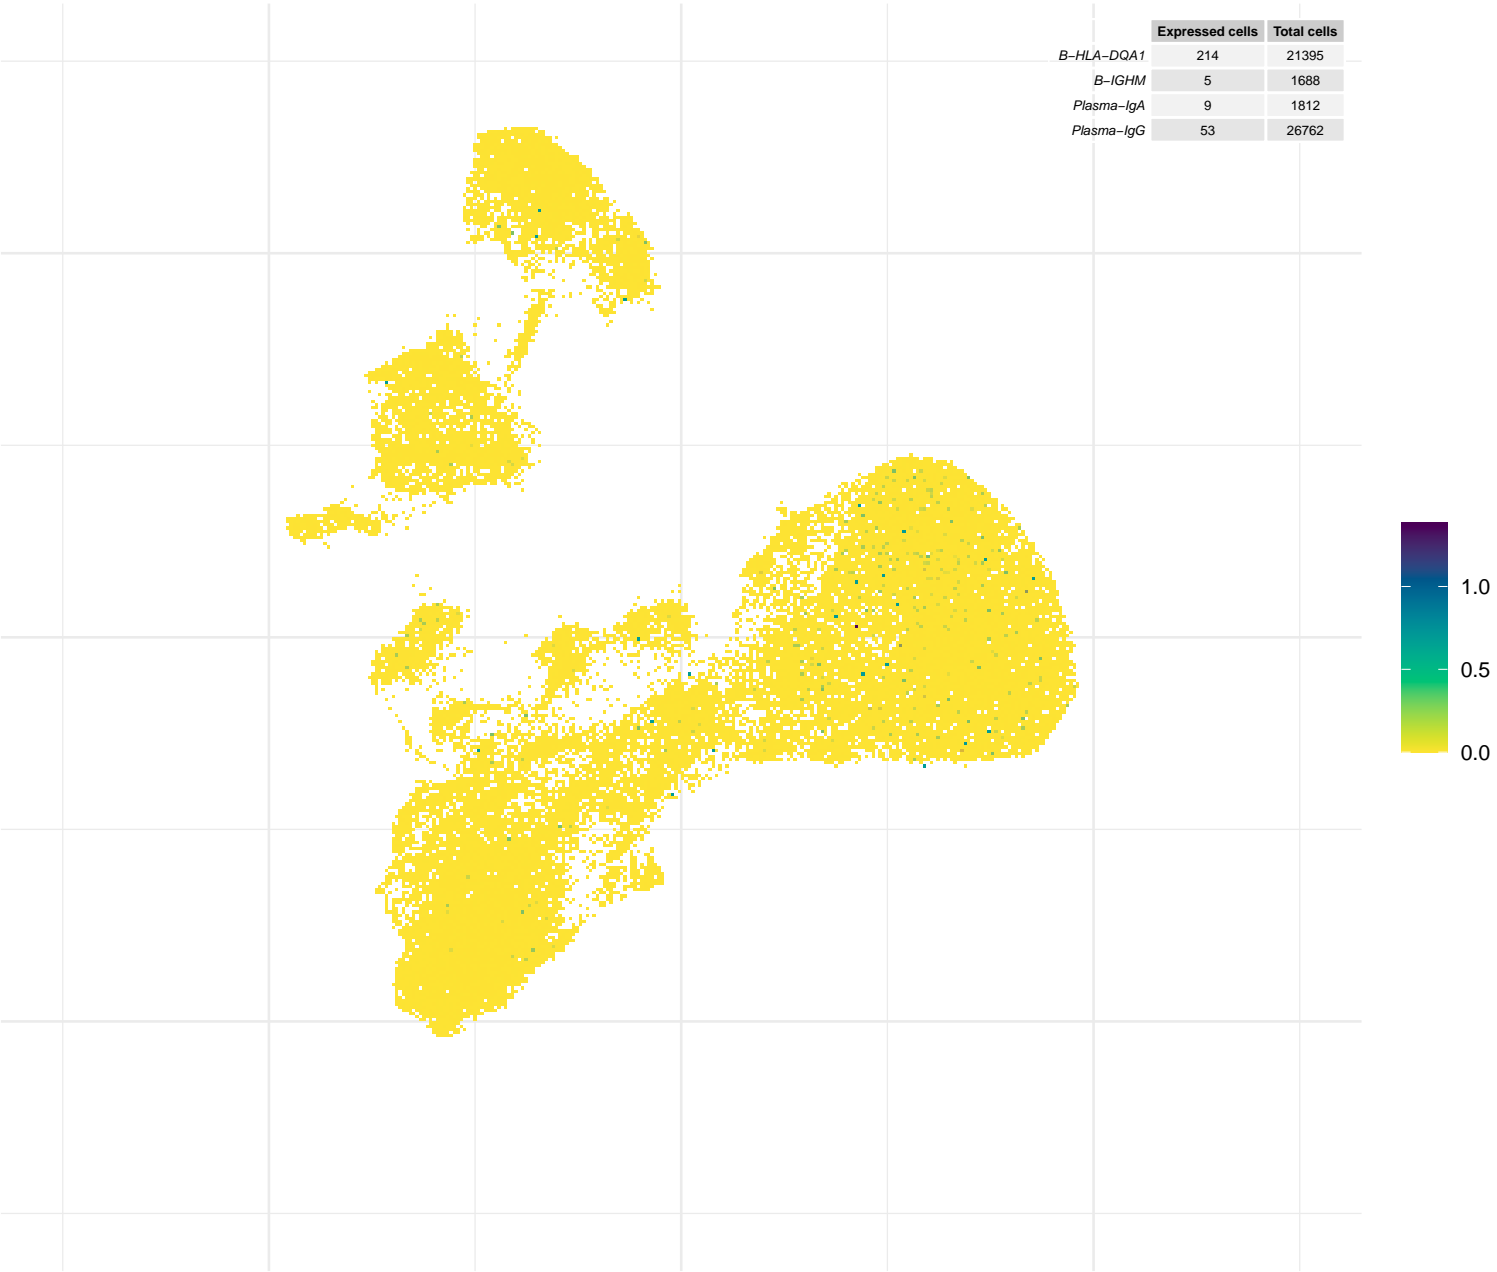 Expressed cells Total cells
B−HLA−DQA1 214 21395
B−IGHM 5 1688
Plasma−IgA 9 1812
Plasma−IgG 53 26762
1.0
0.5
0.0